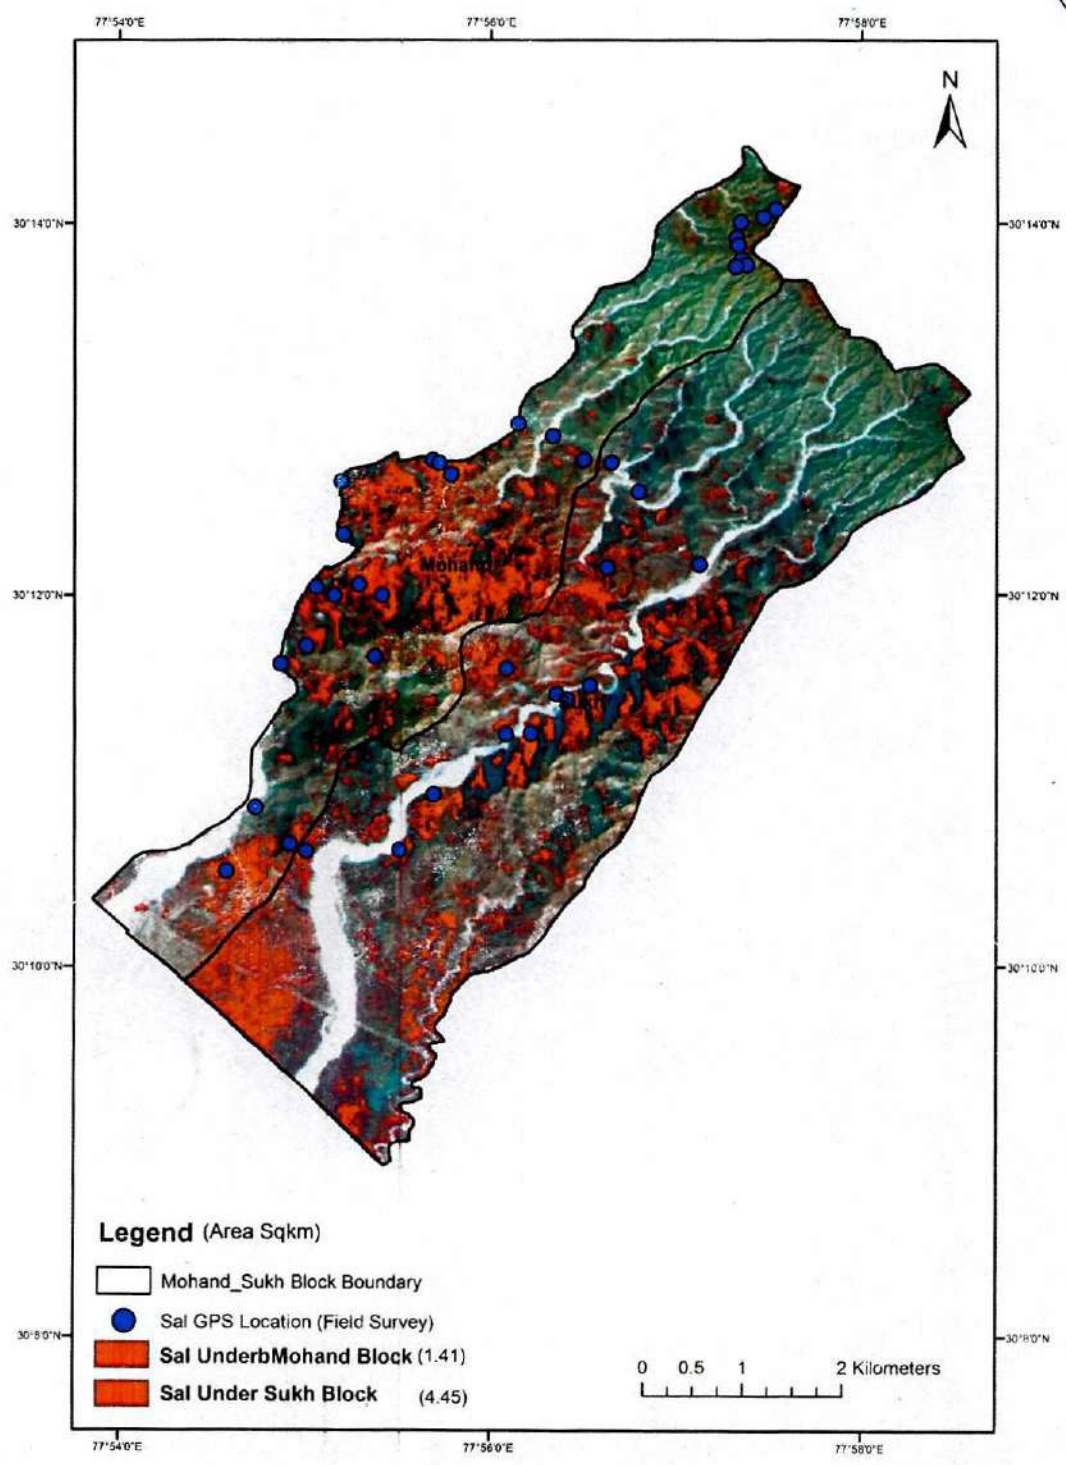 77°54'0"E 77°56'0"E 77°58'0"E
N
30°14'0"N 30°14'0"N
Mohand
30°12'0"N 30°12'0"N
Sukh
30°10'0"N 30°10'0"N
Legend (Area Sqkm)
Mohand_Sukh Block Boundary
Sal GPS Location (Field Survey)
30°8'0"N 30°8'0"N
Sal UnderbMohand Block (1.41)
0 0.5 1 2 Kilometers
Sal Under Sukh Block (4.45)
77°54'0"E 77°56'0"E 77°58'0"E